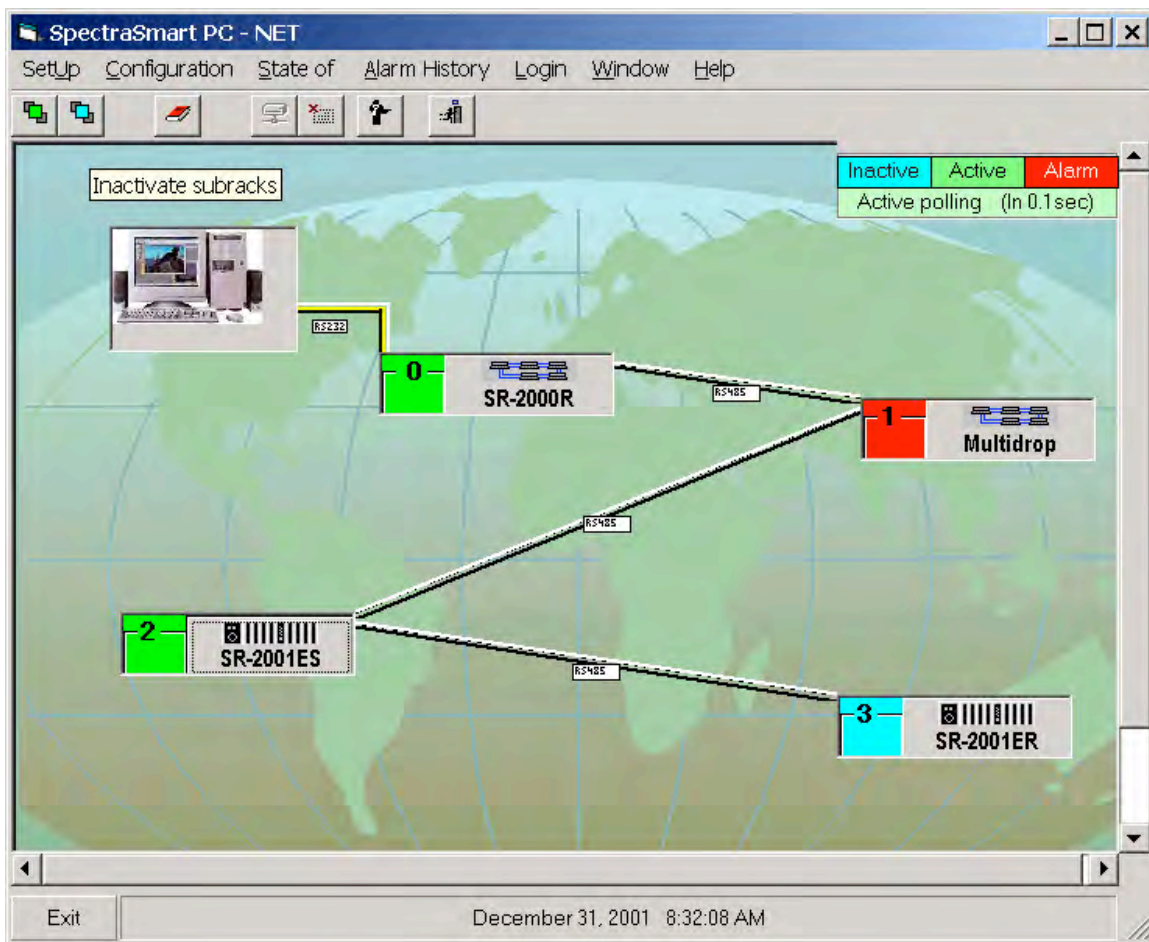 SpectraSmart PC - NET
SetUp Configuration State of Alarm History Login Window Help
Inactivate subracks
Inactive Active Alarm
Active polling (In 0.1sec)
RS232
0
SR-2000R
RS485
1
Multidrop
RS485
2
SR-2001ES
RS485
3
SR-2001ER
Exit
December 31, 2001 8:32:08 AM